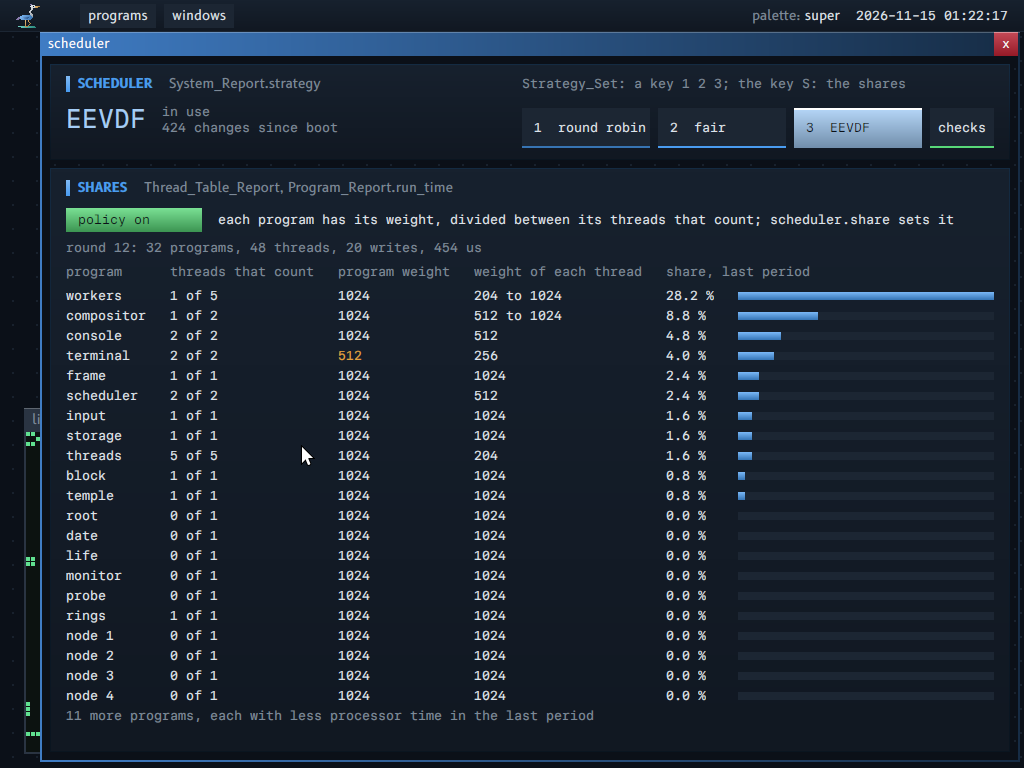 programs windows palette: super 2026-11-15 01:22:17
scheduler x
SCHEDULER System_Report.strategy Strategy_Set: a key 1 2 3; the key S: the shares
EEVDF in use
424 changes since boot
1 round robin 2 fair 3 EEVDF checks
SHARES Thread_Table_Report, Program_Report.run_time
policy on each program has its weight, divided between its threads that count; scheduler.share sets it
round 12: 32 programs, 48 threads, 20 writes, 454 us
program threads that count program weight weight of each thread share, last period
workers 1 of 5 1024 204 to 1024 28.2 %
compositor 1 of 2 1024 512 to 1024 8.8 %
console 2 of 2 1024 512 4.8 %
terminal 2 of 2 512 256 4.0 %
frame 1 of 1 1024 1024 2.4 %
scheduler 2 of 2 1024 512 2.4 %
input 1 of 1 1024 1024 1.6 %
storage 1 of 1 1024 1024 1.6 %
threads 5 of 5 1024 204 1.6 %
block 1 of 1 1024 1024 0.8 %
temple 1 of 1 1024 1024 0.8 %
root 0 of 1 1024 1024 0.0 %
date 0 of 1 1024 1024 0.0 %
life 0 of 1 1024 1024 0.0 %
monitor 0 of 1 1024 1024 0.0 %
probe 0 of 1 1024 1024 0.0 %
rings 1 of 1 1024 1024 0.0 %
node 1 0 of 1 1024 1024 0.0 %
node 2 0 of 1 1024 1024 0.0 %
node 3 0 of 1 1024 1024 0.0 %
node 4 0 of 1 1024 1024 0.0 %
11 more programs, each with less processor time in the last period